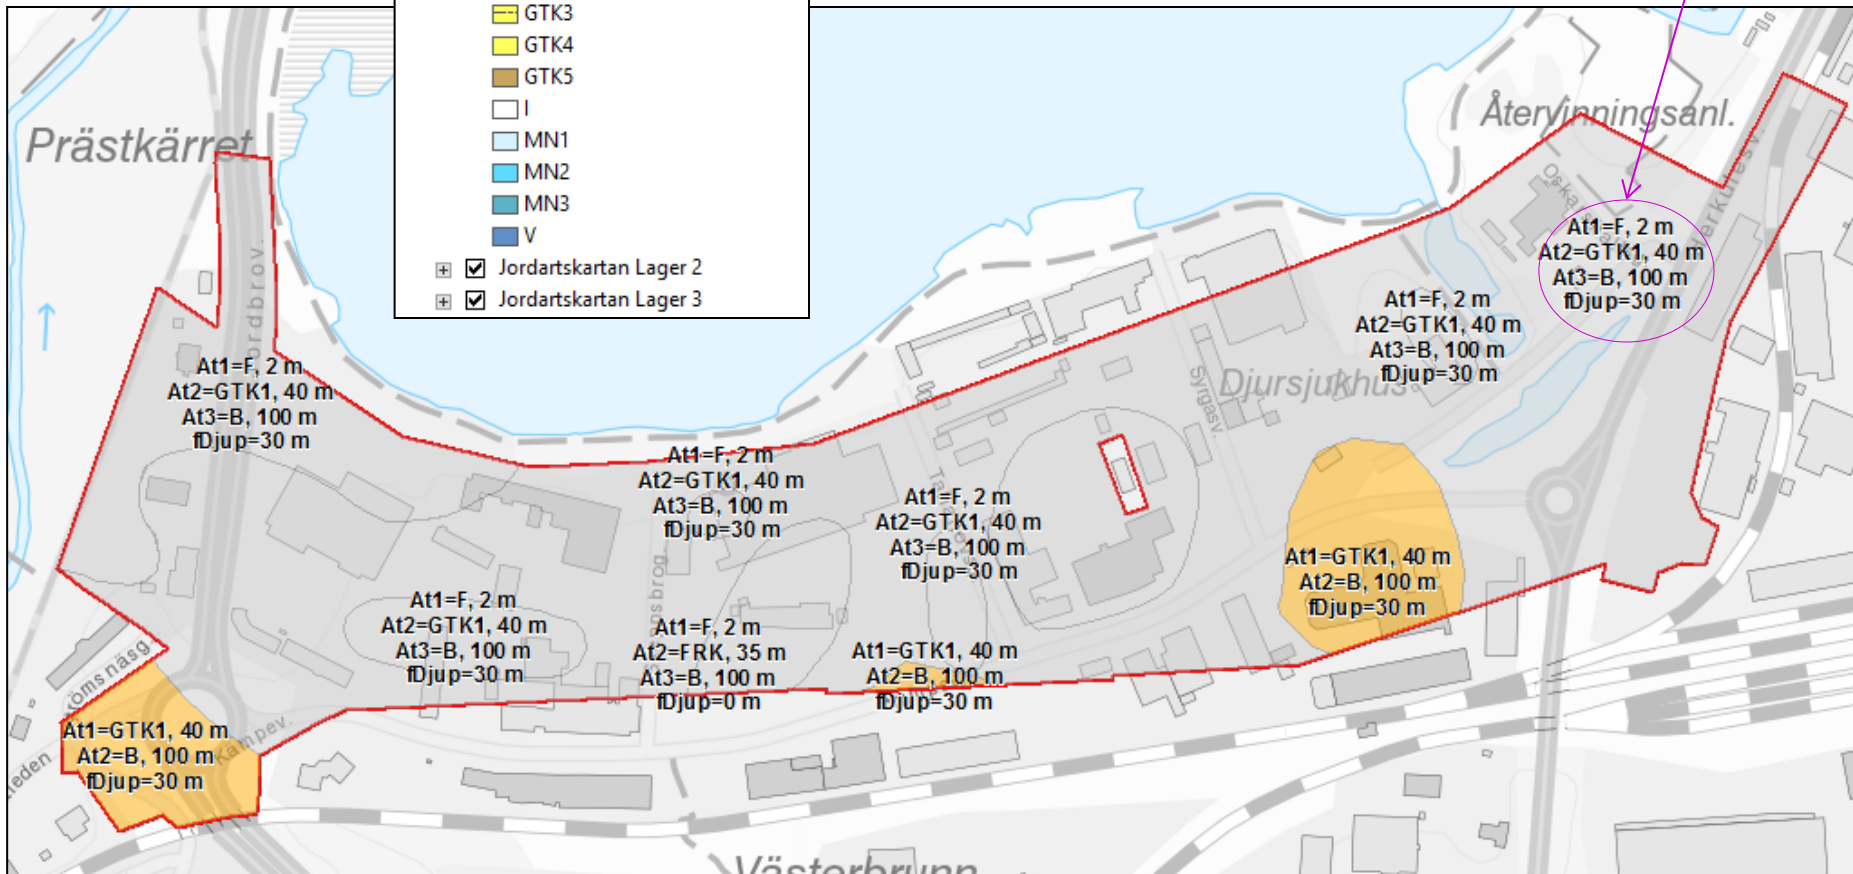 GTK3
GTK4
GTK5
I
MN1
MN2
MN3
V
Jordartskartan Lager 2
Jordartskartan Lager 3
Prästkärret
Återvinningsanl.
Herkulesv.
At1=F, 2 m
At2=GTK1, 40 m
At3=B, 100 m
fDjup=30 m
At1=F, 2 m
At2=GTK1, 40 m
At3=B, 100 m
fDjup=30 m
Djursjukhus
Syrgasv.
At1=F, 2 m
At2=GTK1, 40 m
At3=B, 100 m
fDjup=30 m
At1=F, 2 m
At2=GTK1, 40 m
At3=B, 100 m
fDjup=30 m
At1=F, 2 m
At2=GTK1, 40 m
At3=B, 100 m
fDjup=30 m
At1=GTK1, 40 m
At2=B, 100 m
fDjup=30 m
At1=F, 2 m
At2=GTK1, 40 m
At3=B, 100 m
fDjup=30 m
At1=F, 2 m
At2=FRK, 35 m
At3=B, 100 m
fDjup=0 m
At1=GTK1, 40 m
At2=B, 100 m
fDjup=30 m
At1=GTK1, 40 m
At2=B, 100 m
fDjup=30 m
Kämpev.
Västerbrunn